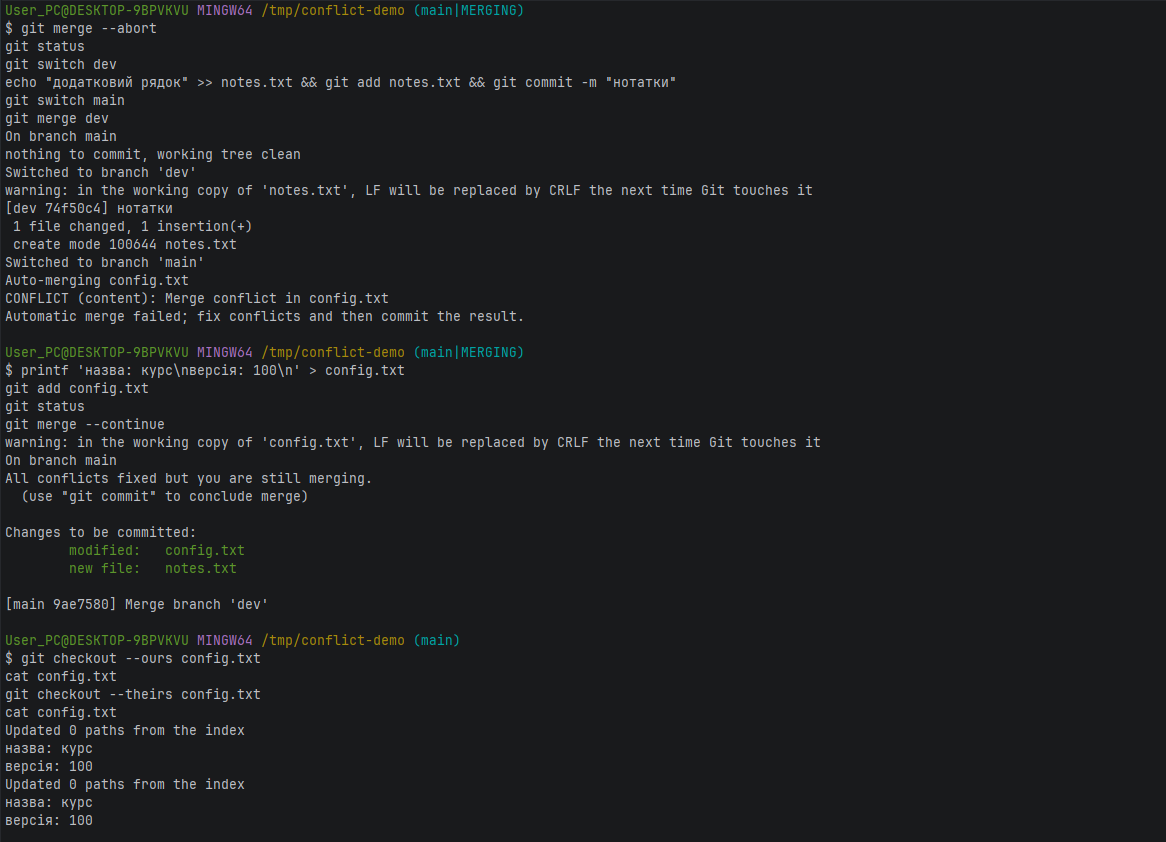 User_PC@DESKTOP-9BPVKVU MINGW64 /tmp/conflict-demo (main|MERGING)
$ git merge --abort
git status
git switch dev
echo "додатковий рядок" >> notes.txt && git add notes.txt && git commit -m "нотатки"
git switch main
git merge dev
On branch main
nothing to commit, working tree clean
Switched to branch 'dev'
warning: in the working copy of 'notes.txt', LF will be replaced by CRLF the next time Git touches it
[dev 74f50c4] нотатки
 1 file changed, 1 insertion(+)
 create mode 100644 notes.txt
Switched to branch 'main'
Auto-merging config.txt
CONFLICT (content): Merge conflict in config.txt
Automatic merge failed; fix conflicts and then commit the result.

User_PC@DESKTOP-9BPVKVU MINGW64 /tmp/conflict-demo (main|MERGING)
$ printf 'назва: курс\nверсія: 100\n' > config.txt
git add config.txt
git status
git merge --continue
warning: in the working copy of 'config.txt', LF will be replaced by CRLF the next time Git touches it
On branch main
All conflicts fixed but you are still merging.
  (use "git commit" to conclude merge)

Changes to be committed:
        modified:   config.txt
        new file:   notes.txt

[main 9ae7580] Merge branch 'dev'

User_PC@DESKTOP-9BPVKVU MINGW64 /tmp/conflict-demo (main)
$ git checkout --ours config.txt
cat config.txt
git checkout --theirs config.txt
cat config.txt
Updated 0 paths from the index
назва: курс
версія: 100
Updated 0 paths from the index
назва: курс
версія: 100